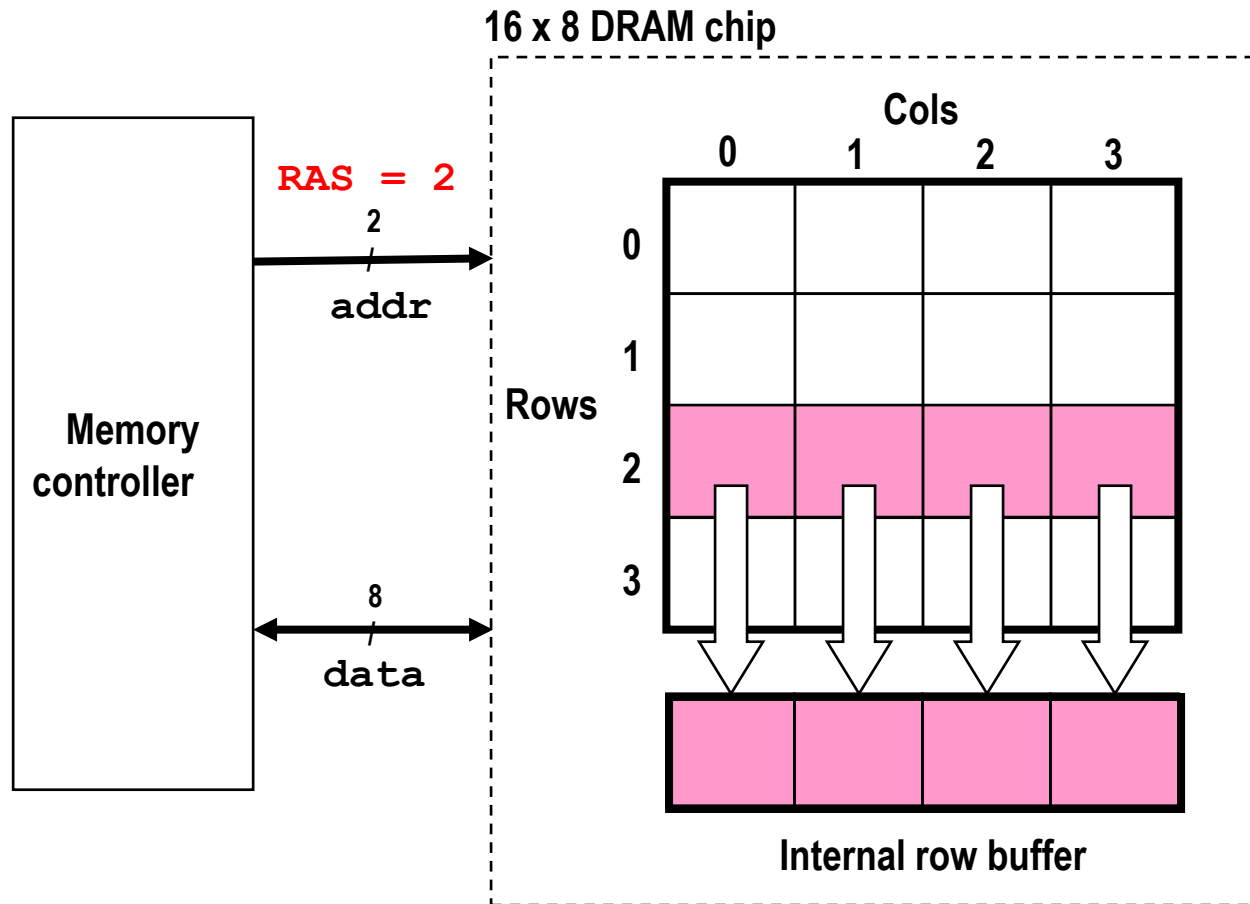 16 x 8 DRAM chip
Cols
0 1 2 3
RAS = 2
2
addr
0
1
Rows
2
3
Memory
controller
8
data
Internal row buffer